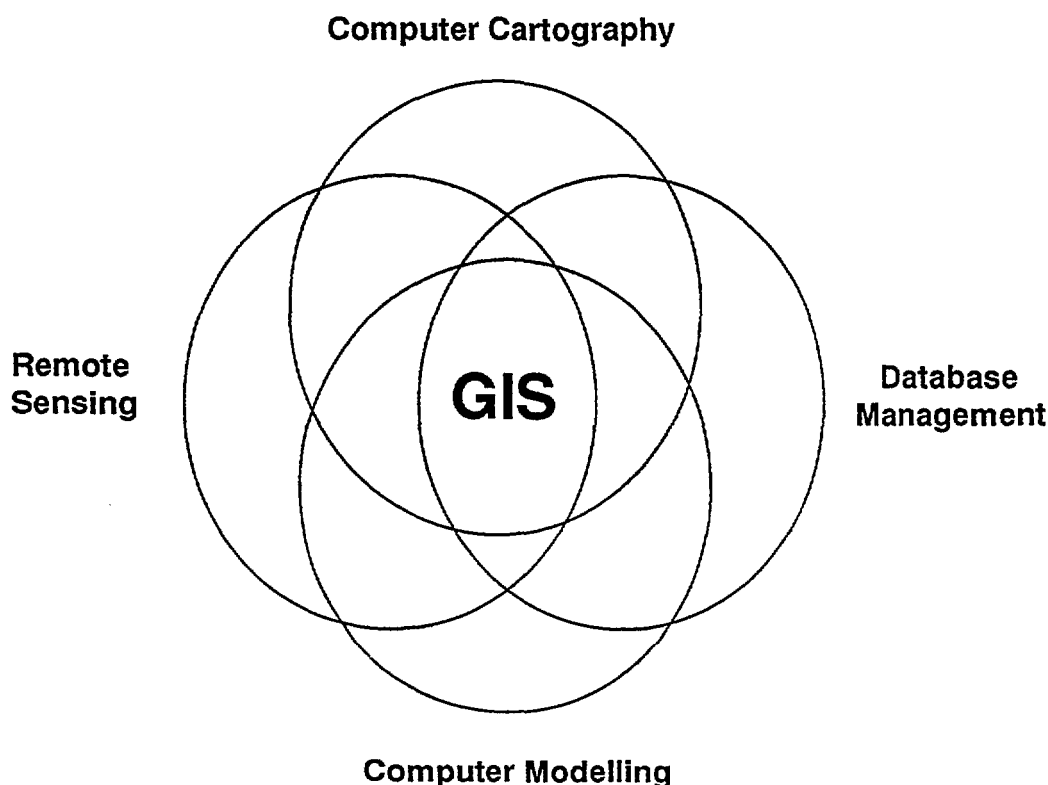 Computer Cartography
Remote
Sensing
GIS
Database
Management
Computer Modelling